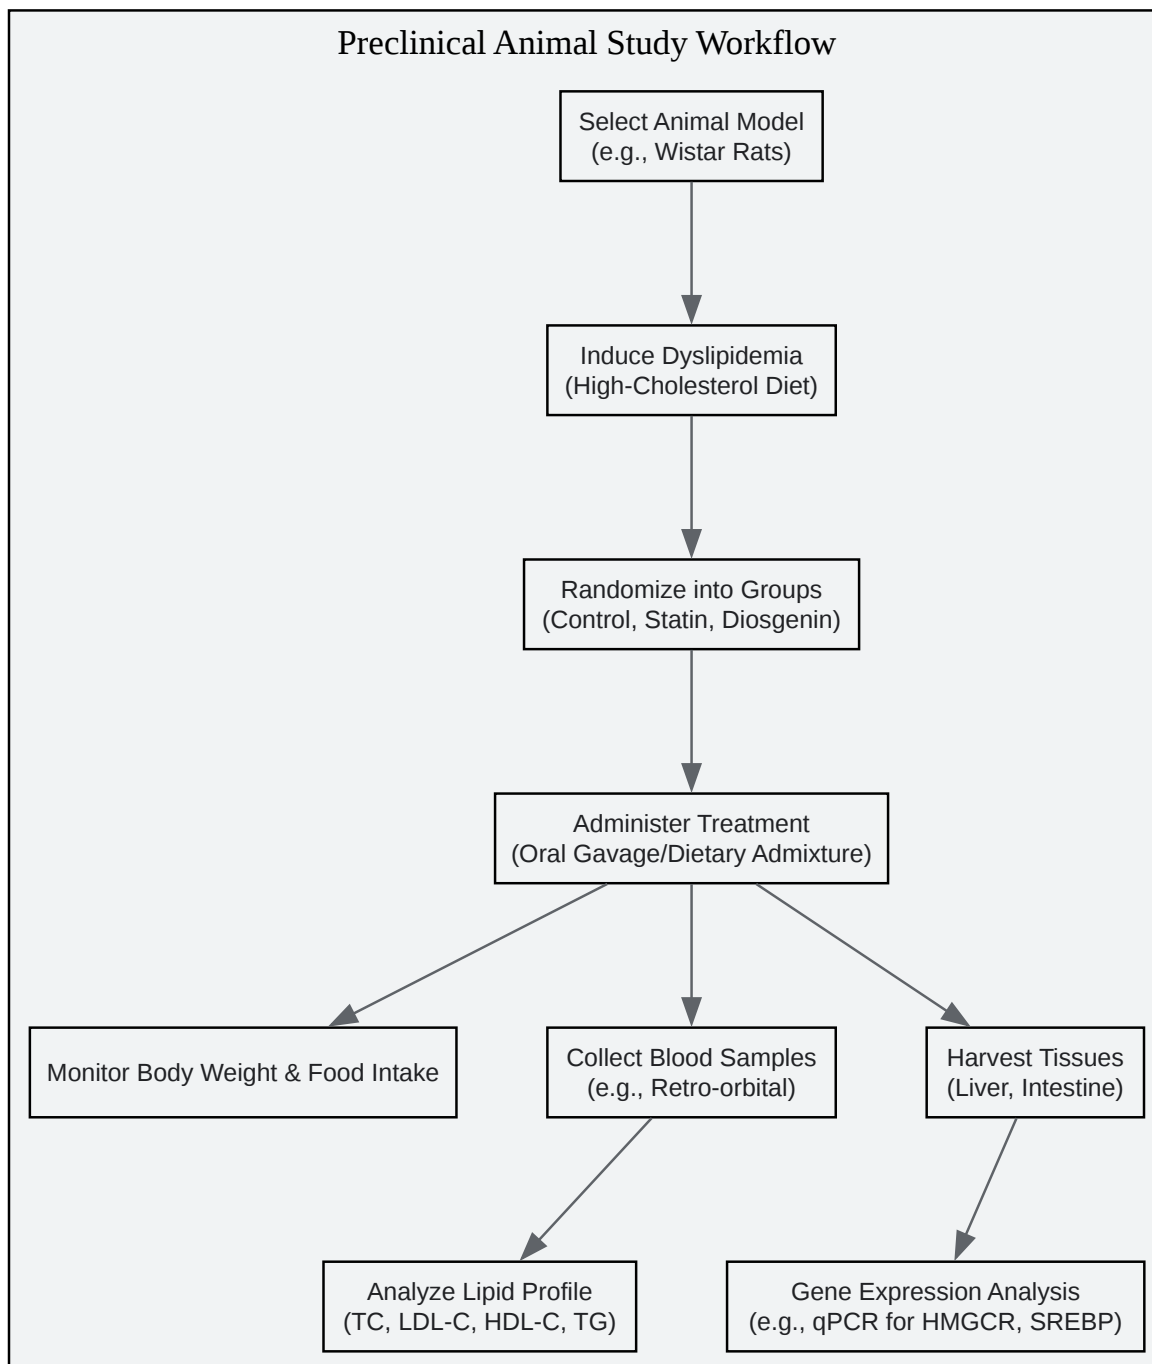 Preclinical Animal Study Workflow
Select Animal Model
(e.g., Wistar Rats)
Induce Dyslipidemia
(High-Cholesterol Diet)
Randomize into Groups
(Control, Statin, Diosgenin)
Administer Treatment
(Oral Gavage/Dietary Admixture)
Monitor Body Weight & Food Intake
Collect Blood Samples
(e.g., Retro-orbital)
Harvest Tissues
(Liver, Intestine)
Analyze Lipid Profile
(TC, LDL-C, HDL-C, TG)
Gene Expression Analysis
(e.g., qPCR for HMGCR, SREBP)